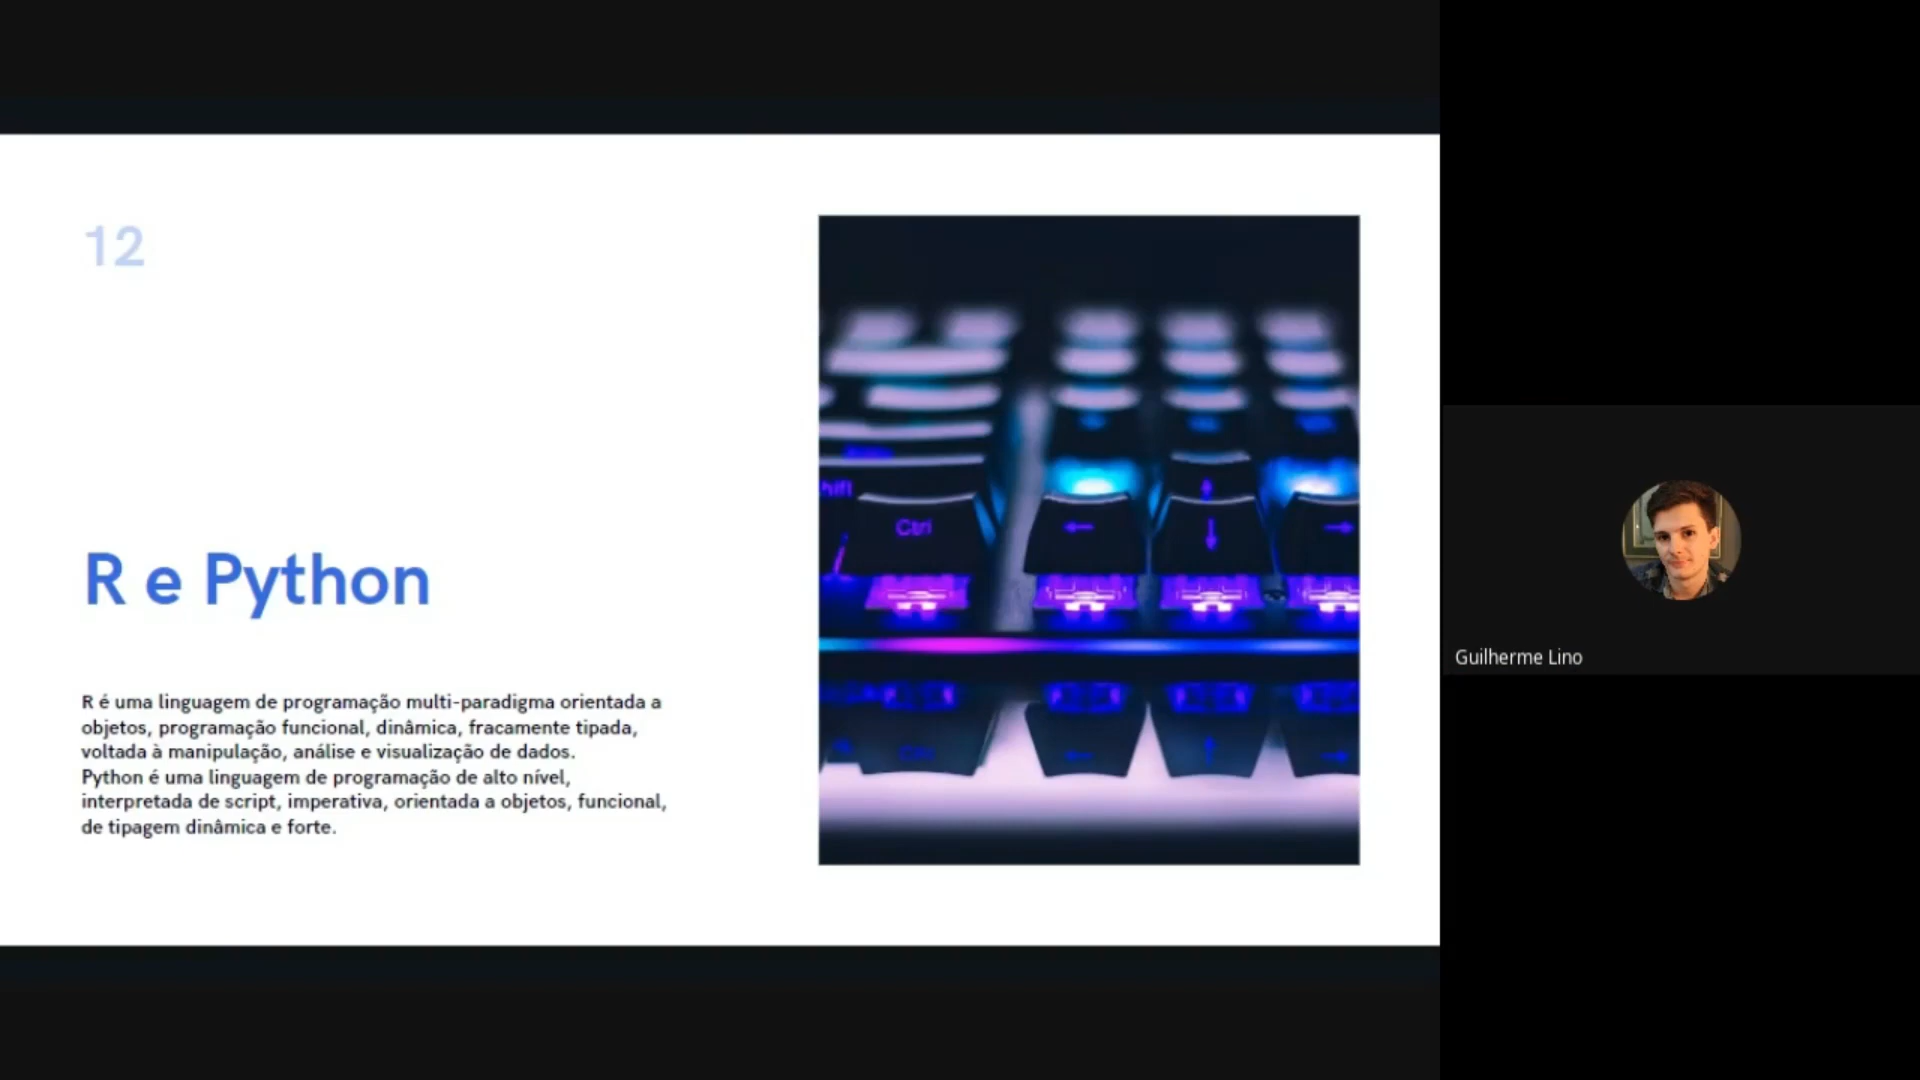 12
R e Python
R é uma linguagem de programação multi-paradigma orientada a
objetos, programação funcional, dinâmica, fracamente tipada,
voltada à manipulação, análise e visualização de dados.
Python é uma linguagem de programação de alto nível,
interpretada de script, imperativa, orientada a objetos, funcional,
de tipagem dinâmica e forte.
hift
Ctrl
← ↓ →
↑
Guilherme Lino